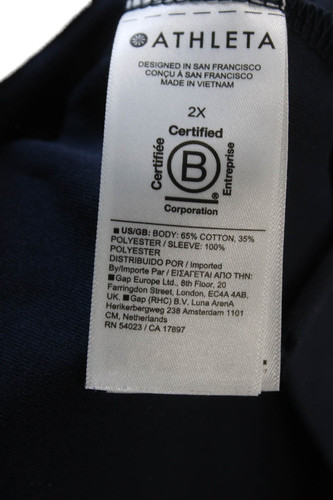 ATHLETA
DESIGNED IN SAN FRANCISCO
CONÇU À SAN FRANCISCO
MADE IN VIETNAM
2X
Certified
Certifiée
B
®
Entreprise
Corporation
US/GB: BODY: 65% COTTON, 35%
POLYESTER / SLEEVE: 100%
POLYESTER
DISTRIBUIDO POR / Imported
By/Importe Par / ΕΙΣΑΓΕΤΑΙ ΑΠΟ ΤΗΝ:
Gap Europe Ltd., 8th Floor, 20
Farringdon Street, London, EC4A 4AB,
UK. Gap (RHC) B.V. Luna ArenA
Herikerbergweg 238 Amsterdam 1101
CM, Netherlands
RN 54023 / CA 17897